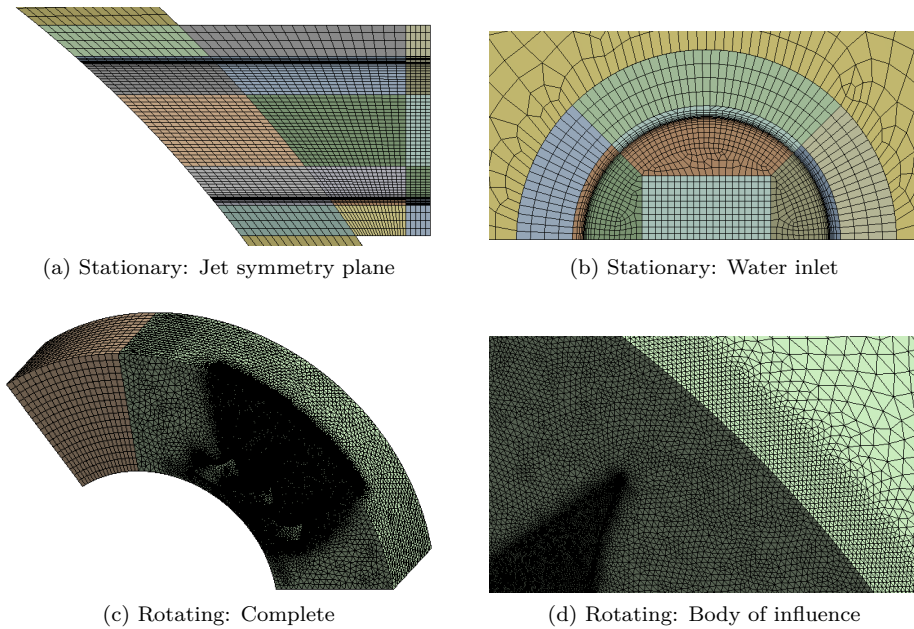 (a) Stationary: Jet symmetry plane
(b) Stationary: Water inlet
(c) Rotating: Complete
(d) Rotating: Body of influence